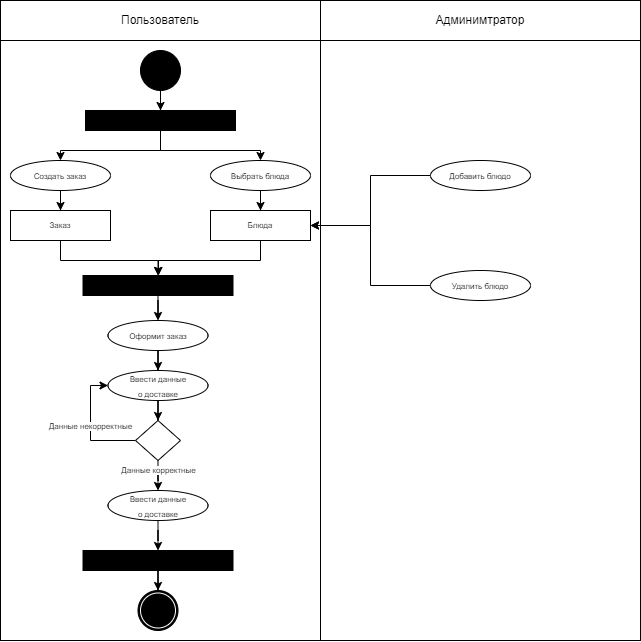 Пользователь
Админимтратор
Создать заказ
Выбрать блюда
Добавить блюдо
Заказ
Блюда
Удалить блюдо
Оформит заказ
Ввести данные
о доставке
Данные некорректные
Данные корректные
Ввести данные
о доставке